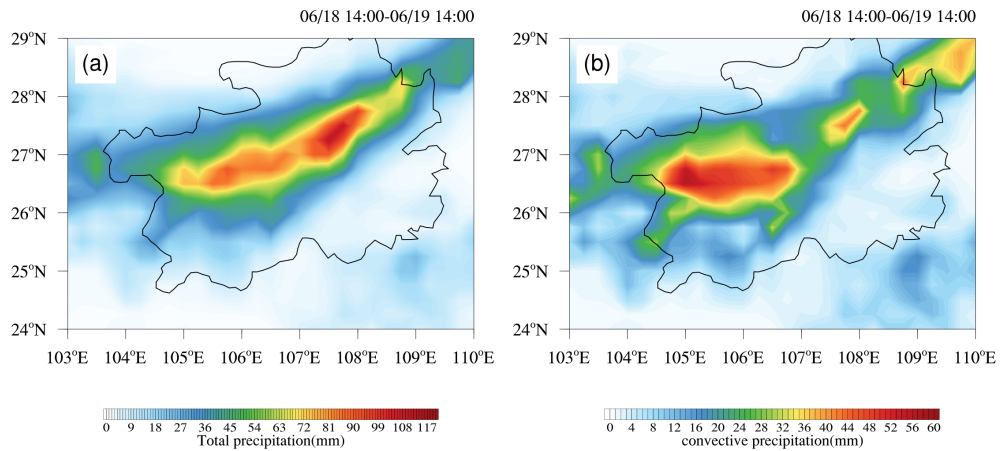 06/18 14:00-06/19 14:00
(a)
29°N
28°N
27°N
26°N
25°N
24°N
103°E 104°E 105°E 106°E 107°E 108°E 109°E 110°E
0 9 18 27 36 45 54 63 72 81 90 99 108 117
Total precipitation(mm)
06/18 14:00-06/19 14:00
(b)
29°N
28°N
27°N
26°N
25°N
24°N
103°E 104°E 105°E 106°E 107°E 108°E 109°E 110°E
0 4 8 12 16 20 24 28 32 36 40 44 48 52 56 60
convective precipitation(mm)